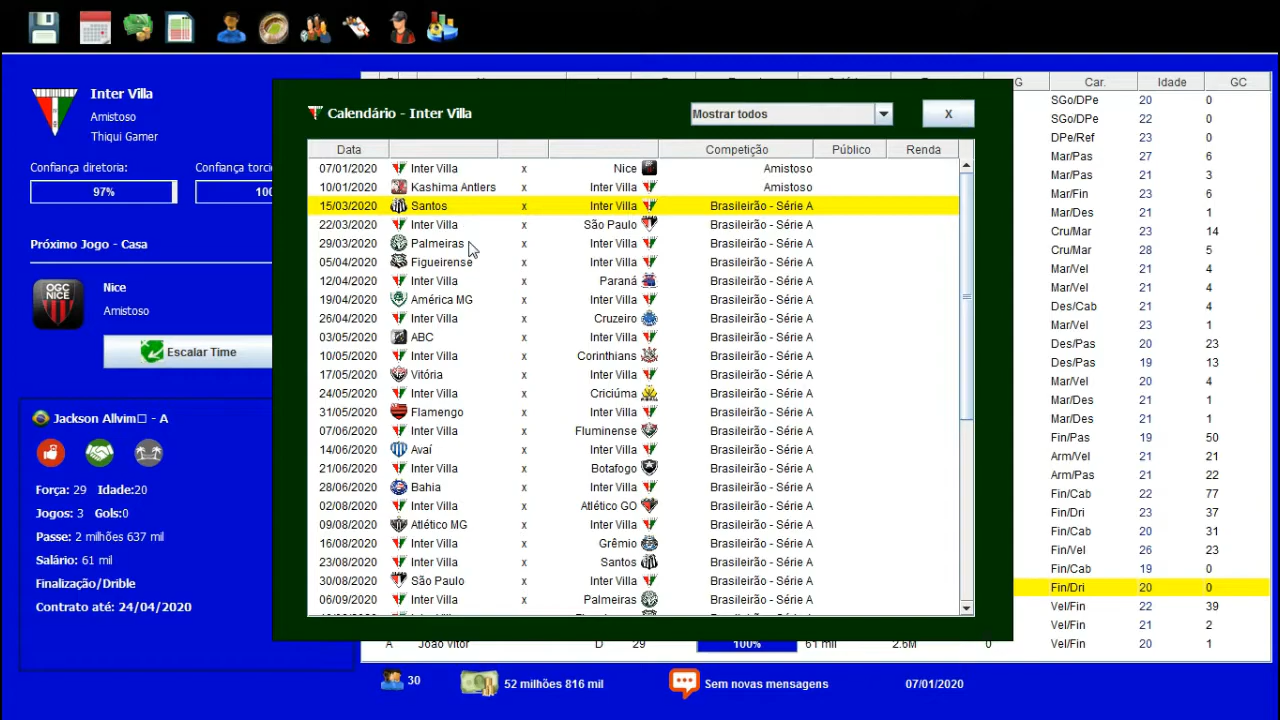 Inter Villa
Amistoso
Thiqui Gamer
Confiança diretoria:
Confiança torci
97%
100
Próximo Jogo - Casa
OGC
NICE
Nice
Amistoso
Escalar Time
Jackson Allvim□ - A
Força: 29 Idade:20
Jogos: 3 Gols:0
Passe: 2 milhões 637 mil
Salário: 61 mil
Finalização/Drible
Contrato até: 24/04/2020
Calendário - Inter Villa
Mostrar todos
X
Data Competição Público Renda
07/01/2020 Inter Villa x Nice Amistoso
10/01/2020 Kashima Antlers x Inter Villa Amistoso
15/03/2020 Santos x Inter Villa Brasileirão - Série A
22/03/2020 Inter Villa x São Paulo Brasileirão - Série A
29/03/2020 Palmeiras x Inter Villa Brasileirão - Série A
05/04/2020 Figueirense x Inter Villa Brasileirão - Série A
12/04/2020 Inter Villa x Paraná Brasileirão - Série A
19/04/2020 América MG x Inter Villa Brasileirão - Série A
26/04/2020 Inter Villa x Cruzeiro Brasileirão - Série A
03/05/2020 ABC x Inter Villa Brasileirão - Série A
10/05/2020 Inter Villa x Corinthians Brasileirão - Série A
17/05/2020 Vitória x Inter Villa Brasileirão - Série A
24/05/2020 Inter Villa x Criciúma Brasileirão - Série A
31/05/2020 Flamengo x Inter Villa Brasileirão - Série A
07/06/2020 Inter Villa x Fluminense Brasileirão - Série A
14/06/2020 Avaí x Inter Villa Brasileirão - Série A
21/06/2020 Inter Villa x Botafogo Brasileirão - Série A
28/06/2020 Bahia x Inter Villa Brasileirão - Série A
02/08/2020 Inter Villa x Atlético GO Brasileirão - Série A
09/08/2020 Atlético MG x Inter Villa Brasileirão - Série A
16/08/2020 Inter Villa x Grêmio Brasileirão - Série A
23/08/2020 Inter Villa x Santos Brasileirão - Série A
30/08/2020 São Paulo x Inter Villa Brasileirão - Série A
06/09/2020 Inter Villa x Palmeiras Brasileirão - Série A
G Car. Idade GC
SGo/DPe 20 0
SGo/DPe 22 0
DPe/Ref 23 0
Mar/Pas 27 6
Mar/Pas 21 3
Mar/Fin 23 6
Mar/Des 21 1
Cru/Mar 23 14
Cru/Mar 28 5
Mar/Vel 21 4
Mar/Vel 21 4
Des/Cab 21 4
Mar/Vel 23 1
Des/Pas 20 23
Des/Pas 19 13
Mar/Vel 20 4
Mar/Des 21 1
Mar/Des 21 1
Fin/Pas 19 50
Arm/Vel 21 21
Arm/Pas 21 22
Fin/Cab 22 77
Fin/Dri 23 37
Fin/Cab 20 31
Fin/Vel 26 23
Fin/Cab 19 0
Fin/Dri 20 0
Vel/Fin 22 39
Vel/Fin 21 2
A João Vitor D 29 100% 61 mil 2.6M 0 Vel/Fin 20 1
30
52 milhões 816 mil
Sem novas mensagens
07/01/2020